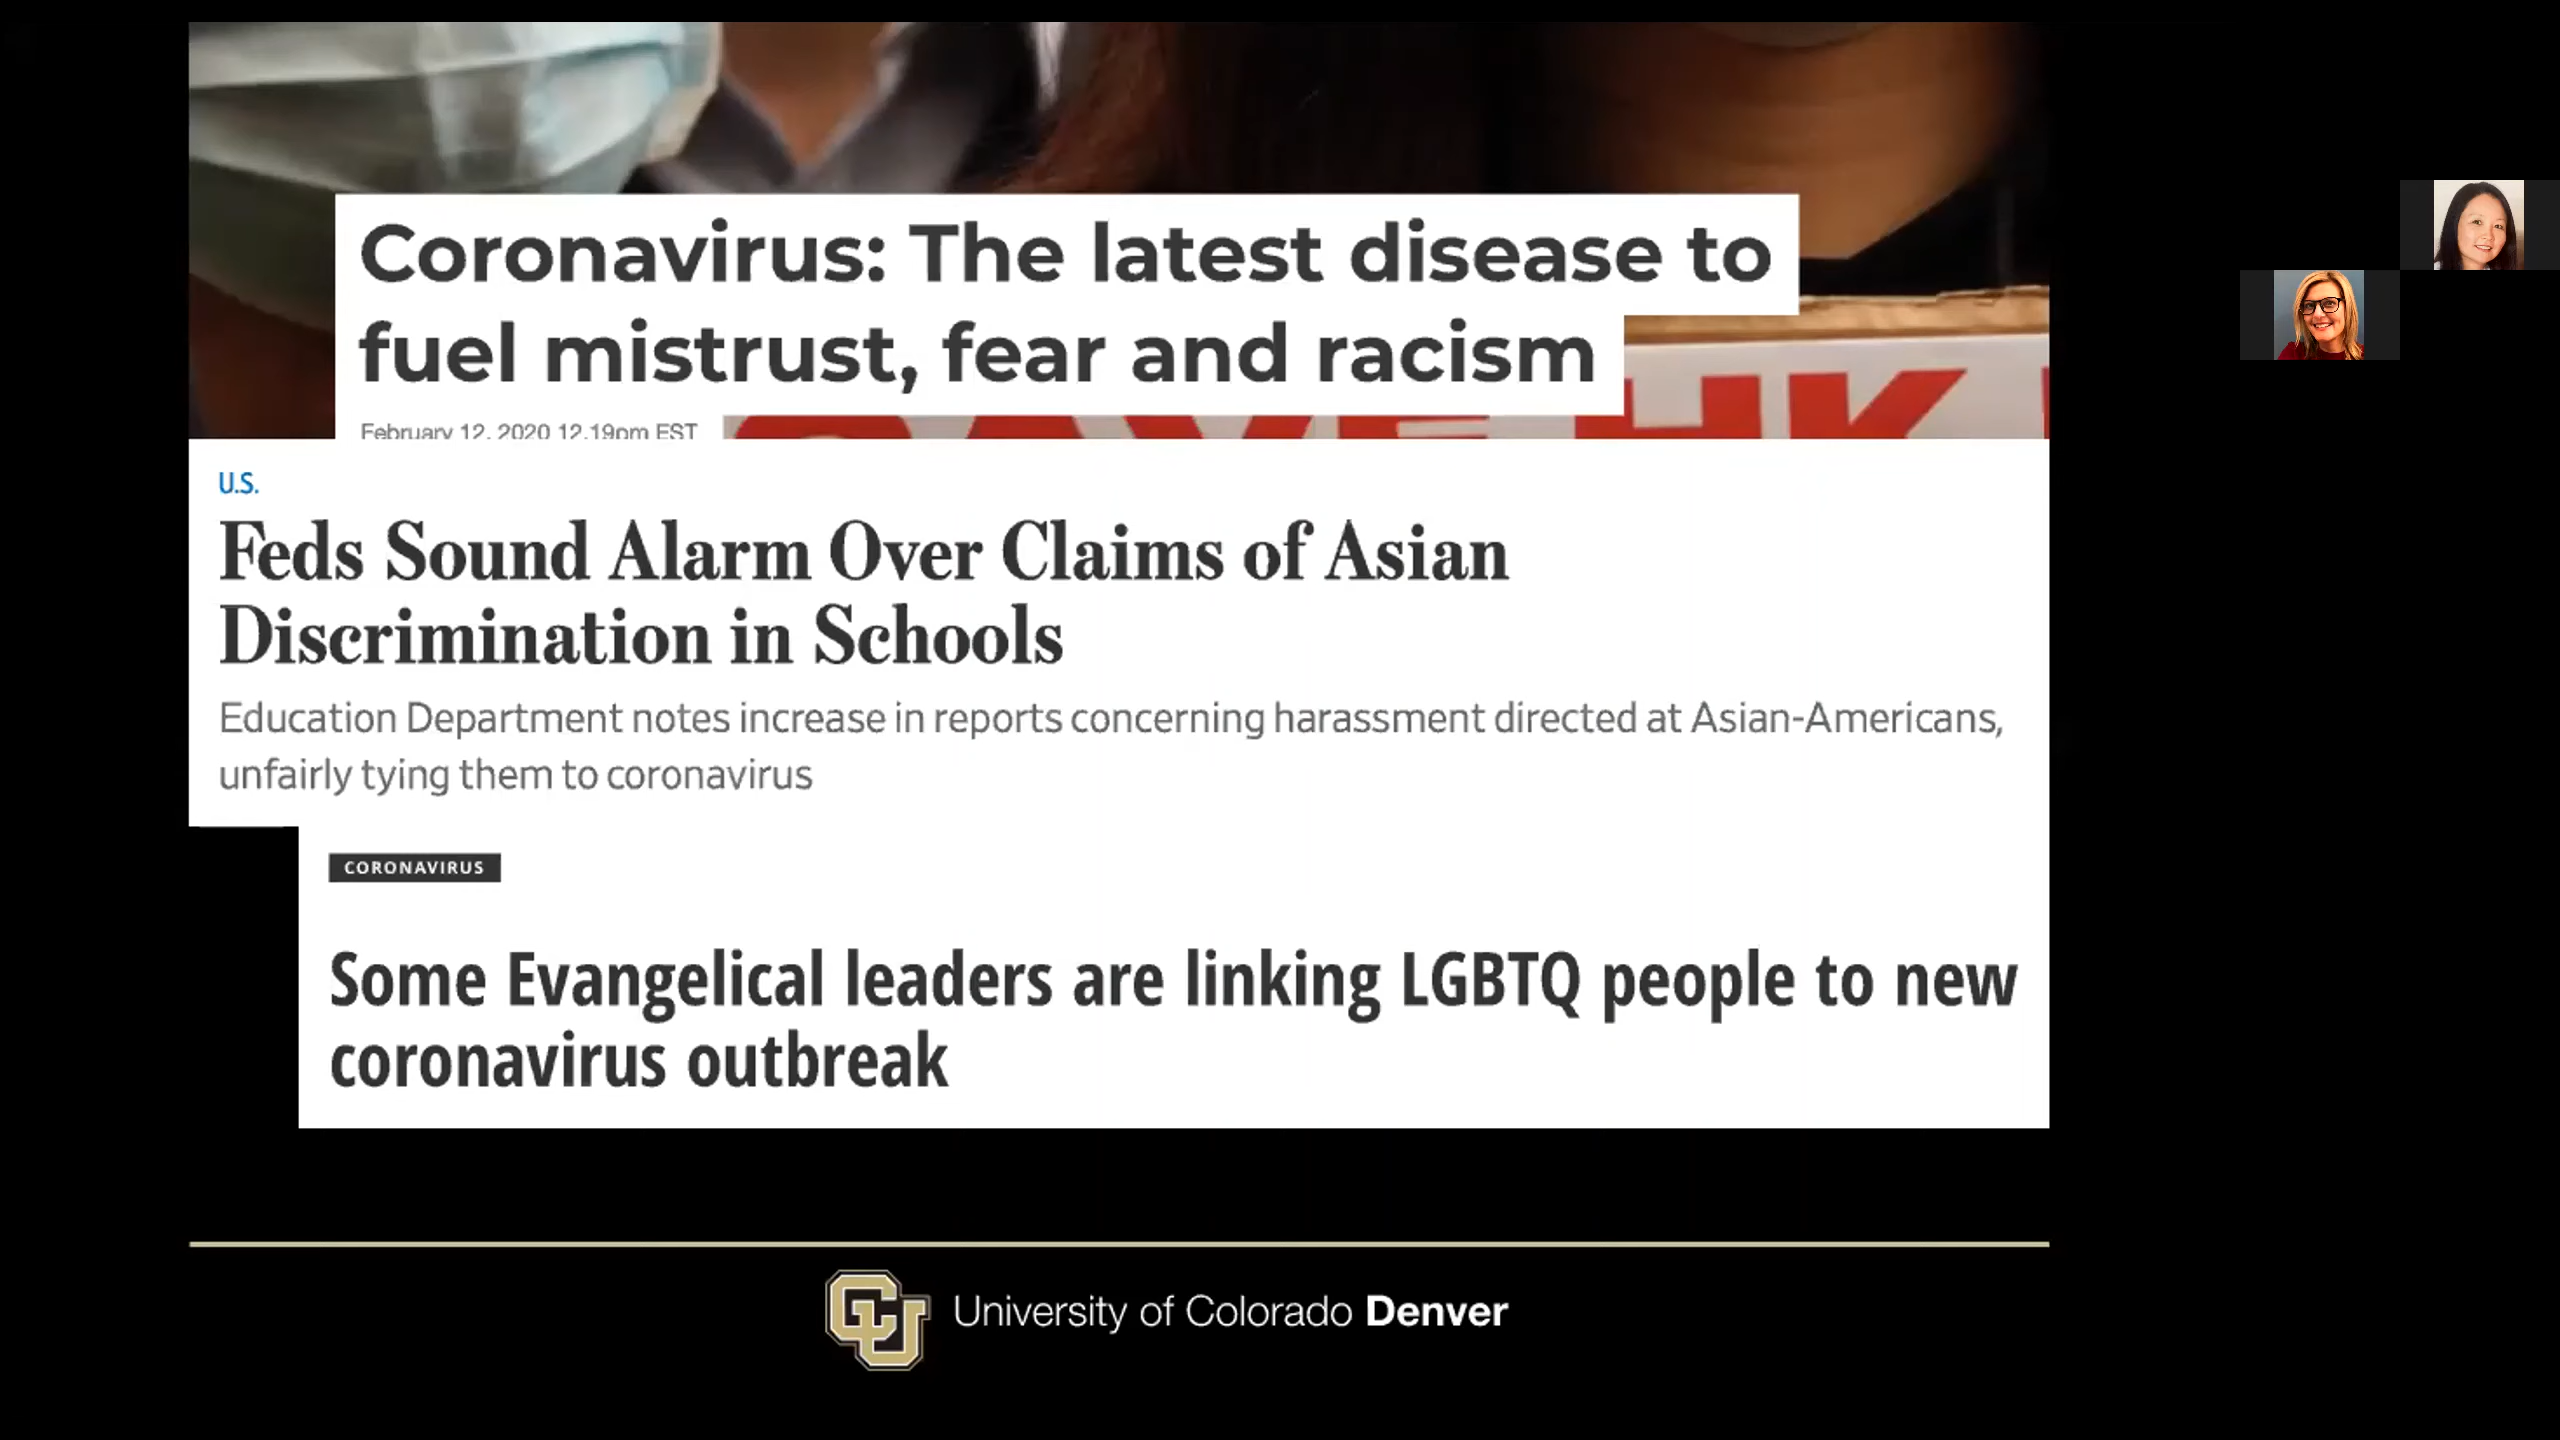 Coronavirus: The latest disease to
fuel mistrust, fear and racism
February 12, 2020 12.19pm EST
SAVE HK
U.S.
Feds Sound Alarm Over Claims of Asian
Discrimination in Schools
Education Department notes increase in reports concerning harassment directed at Asian-Americans,
unfairly tying them to coronavirus
CORONAVIRUS
Some Evangelical leaders are linking LGBTQ people to new
coronavirus outbreak
CU University of Colorado Denver